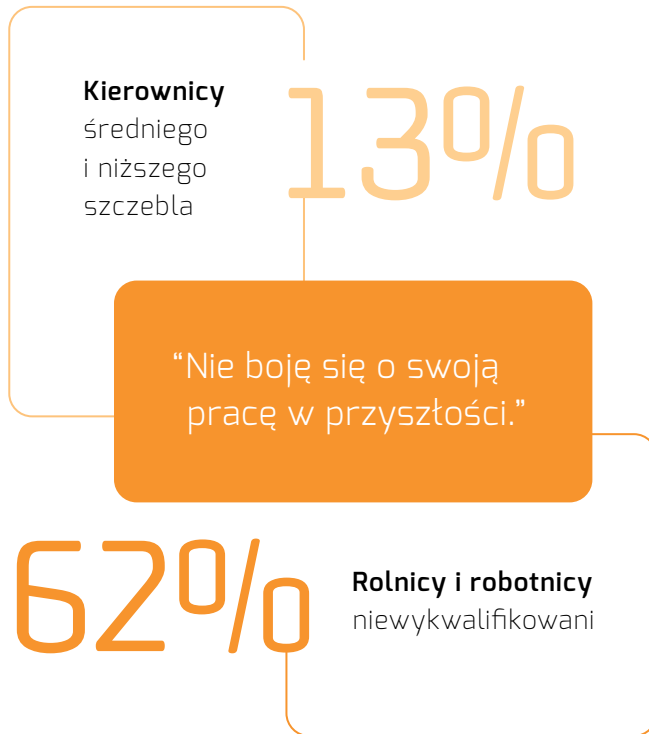 Kierownicy
średniego
i niższego
szczebla
13%
“Nie boję się o swoją
pracę w przyszłości.”
62%
Rolnicy i robotnicy
niewykwalifikowani